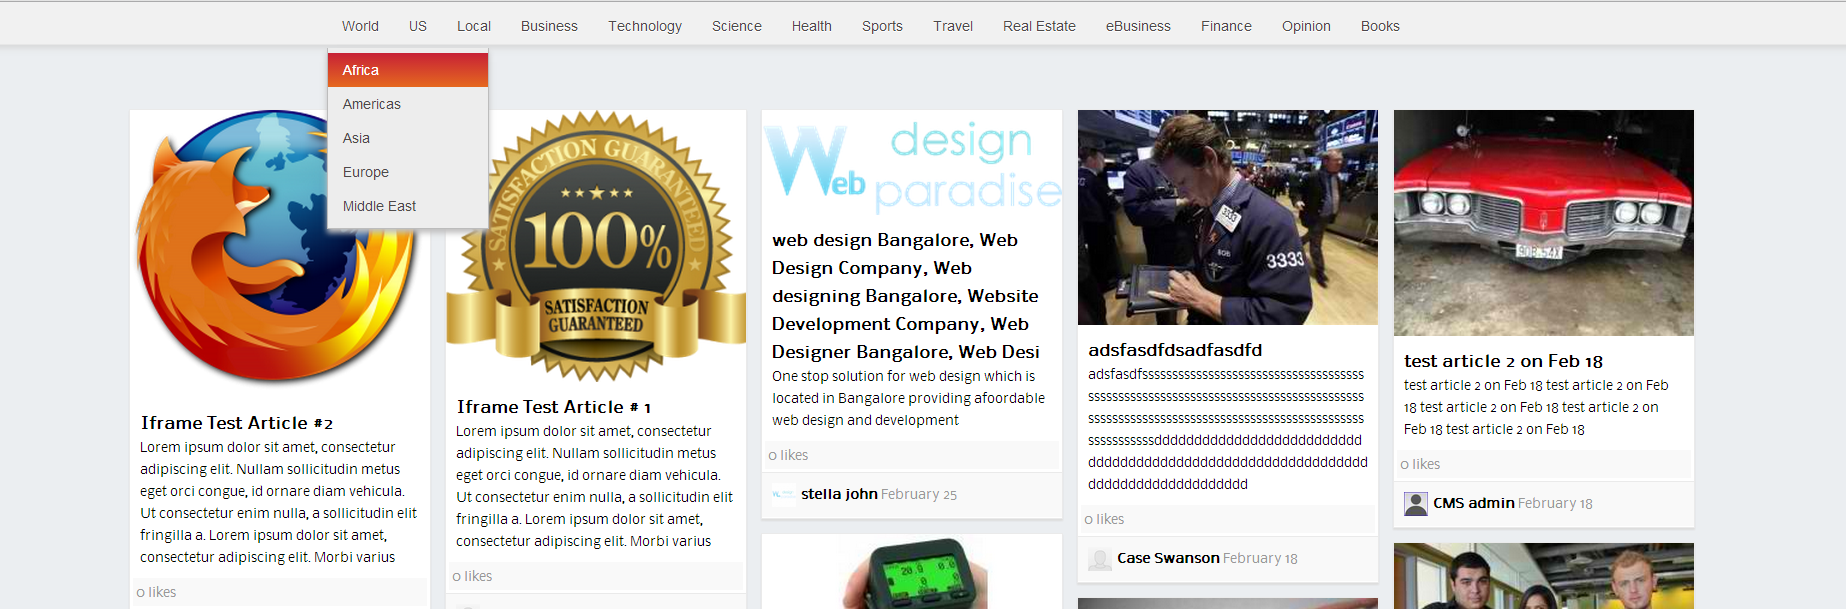 World US Local Business Technology Science Health Sports Travel Real Estate eBusiness Finance Opinion Books
Africa
Americas
Asia
Europe
Middle East
Iframe Test Article #2
Lorem ipsum dolor sit amet, consectetur
adipiscing elit. Nullam sollicitudin metus
eget orci congue, id ornare diam vehicula.
Ut consectetur enim nulla, a sollicitudin elit
fringilla a. Lorem ipsum dolor sit amet,
consectetur adipiscing elit. Morbi varius
0 likes
SATISFACTION GUARANTEED
100%
SATISFACTION
GUARANTEED
Iframe Test Article # 1
Lorem ipsum dolor sit amet, consectetur
adipiscing elit. Nullam sollicitudin metus
eget orci congue, id ornare diam vehicula.
Ut consectetur enim nulla, a sollicitudin elit
fringilla a. Lorem ipsum dolor sit amet,
consectetur adipiscing elit. Morbi varius
0 likes
Web design
paradise
web design Bangalore, Web
Design Company, Web
designing Bangalore, Website
Development Company, Web
Designer Bangalore, Web Desi
One stop solution for web design which is
located in Bangalore providing afoordable
web design and development
0 likes
stella john February 25
3333
BOB
3333
adsfasdfdsadfasdfd
adsfasdfsssssssssssssssssssssssssssssssssssss
ssssssssssssssssssssssssssssssssssssssssssssss
ssssssssssssssssssssssssssssssssssssssssssssss
sssssssssssdddddddddddddddddddddddddd
ddddddddddddddddddddddddddddddddddd
dddddddddddddddddddd
0 likes
Case Swanson February 18
test article 2 on Feb 18
test article 2 on Feb 18 test article 2 on Feb
18 test article 2 on Feb 18 test article 2 on
Feb 18 test article 2 on Feb 18
0 likes
CMS admin February 18